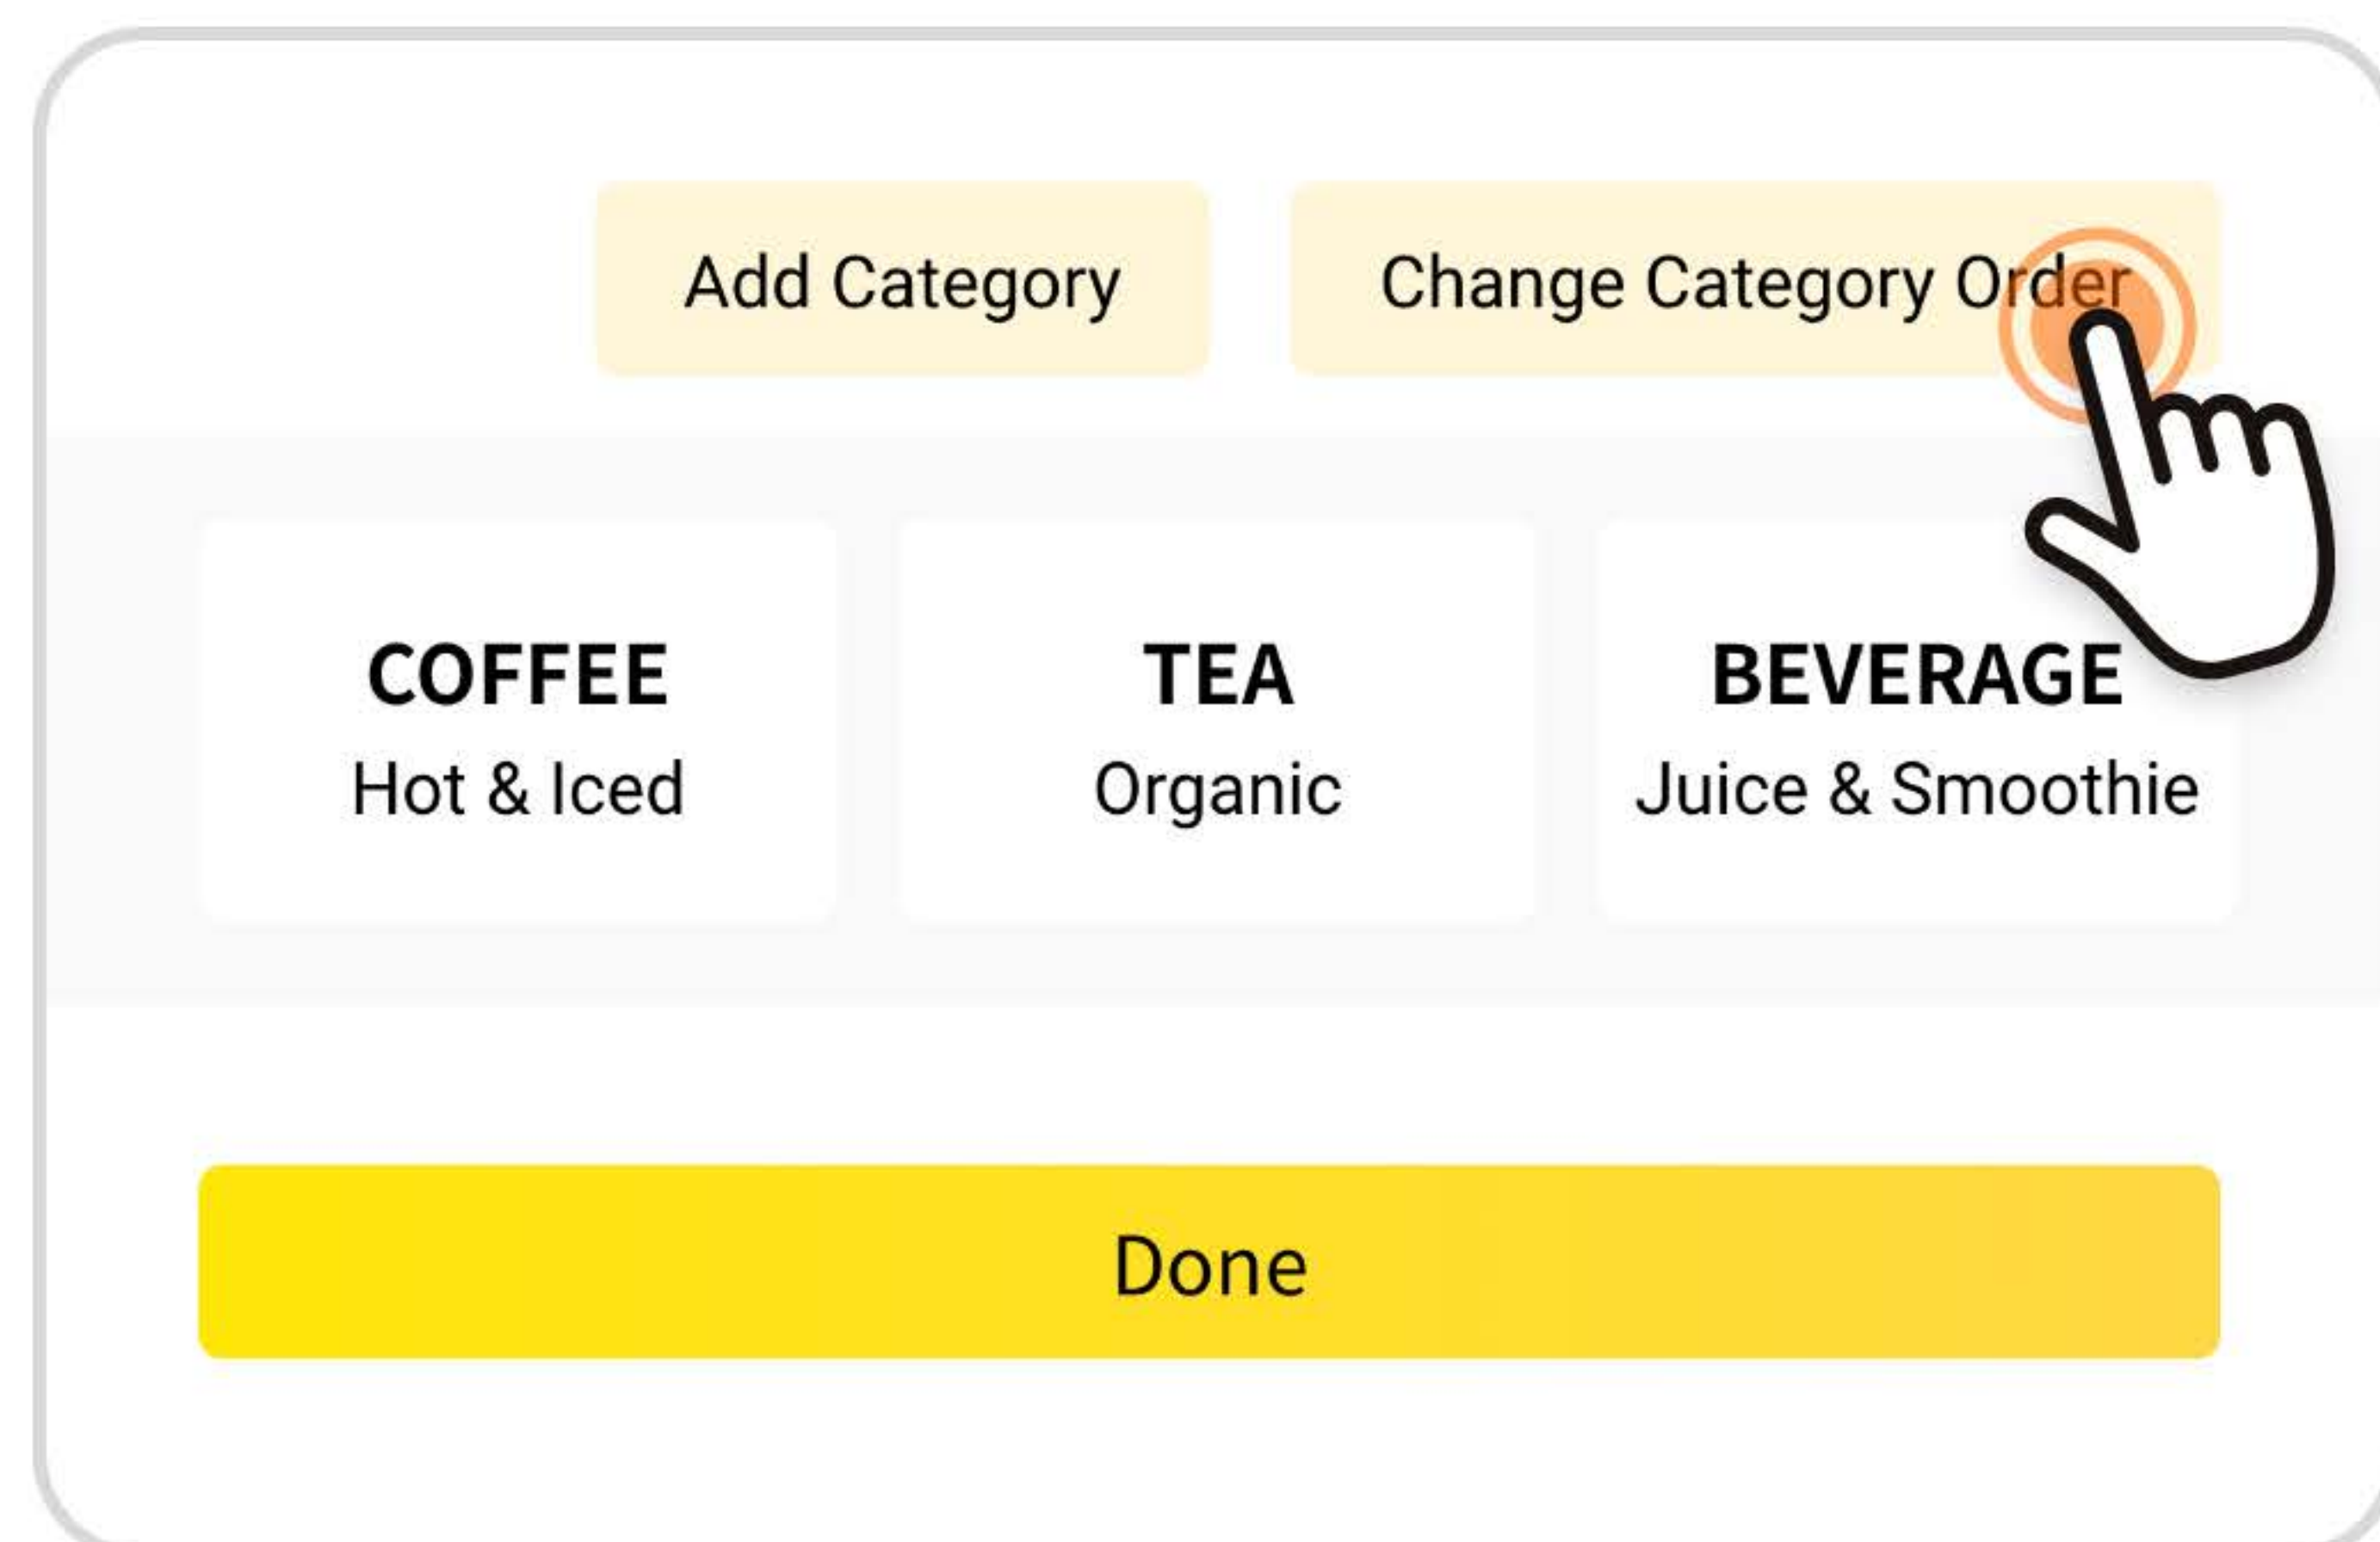 Add Category
Change Category Order
COFFEE
Hot & Iced
TEA
Organic
BEVERAGE
Juice & Smoothie
Done